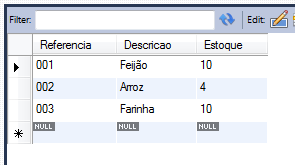 Filter: Edit:
Referencia Descricao Estoque
001 Feijão 10
002 Arroz 4
003 Farinha 10
NULL NULL NULL